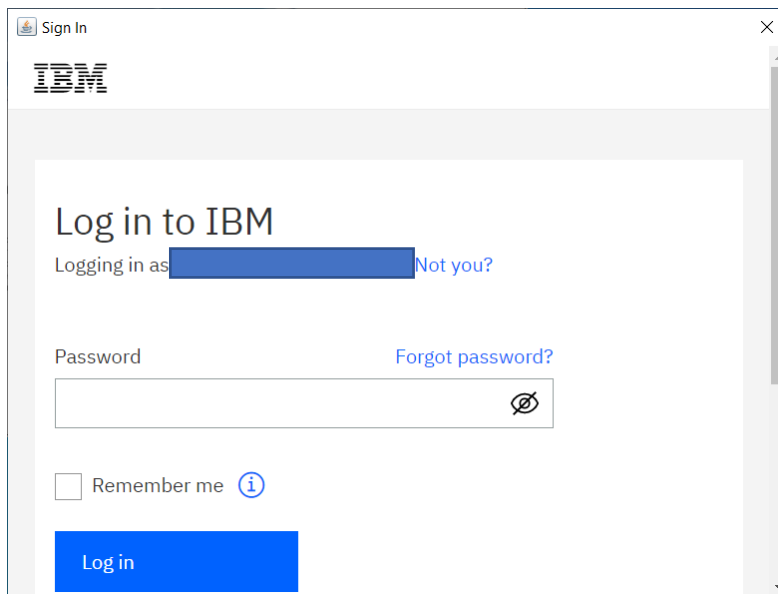 Sign In
IBM
Log in to IBM
Logging in as Not you?
Password Forgot password?
Remember me i
Log in